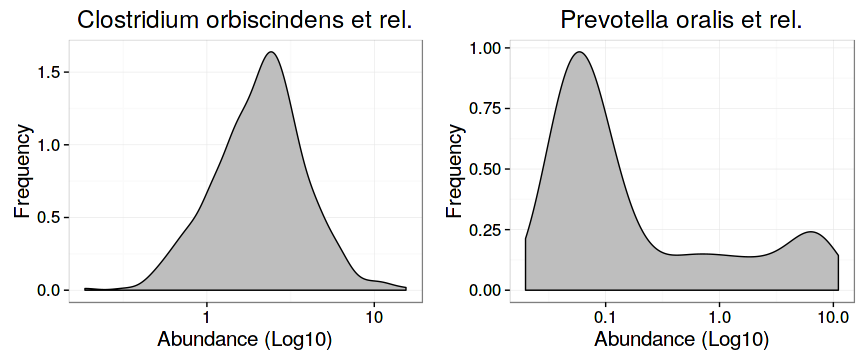 Clostridium orbiscindens et rel.
Frequency
1.5
1.0
0.5
0.0
1
10
Abundance (Log10)
Prevotella oralis et rel.
Frequency
1.00
0.75
0.50
0.25
0.00
0.1
1.0
10.0
Abundance (Log10)